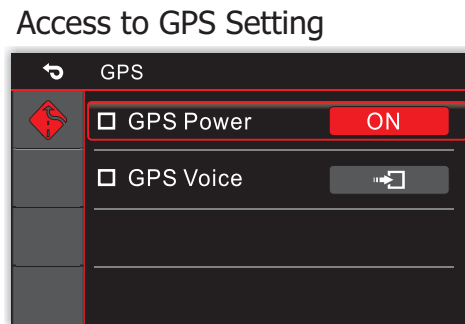 Access to GPS Setting
GPS
GPS Power ON
GPS Voice